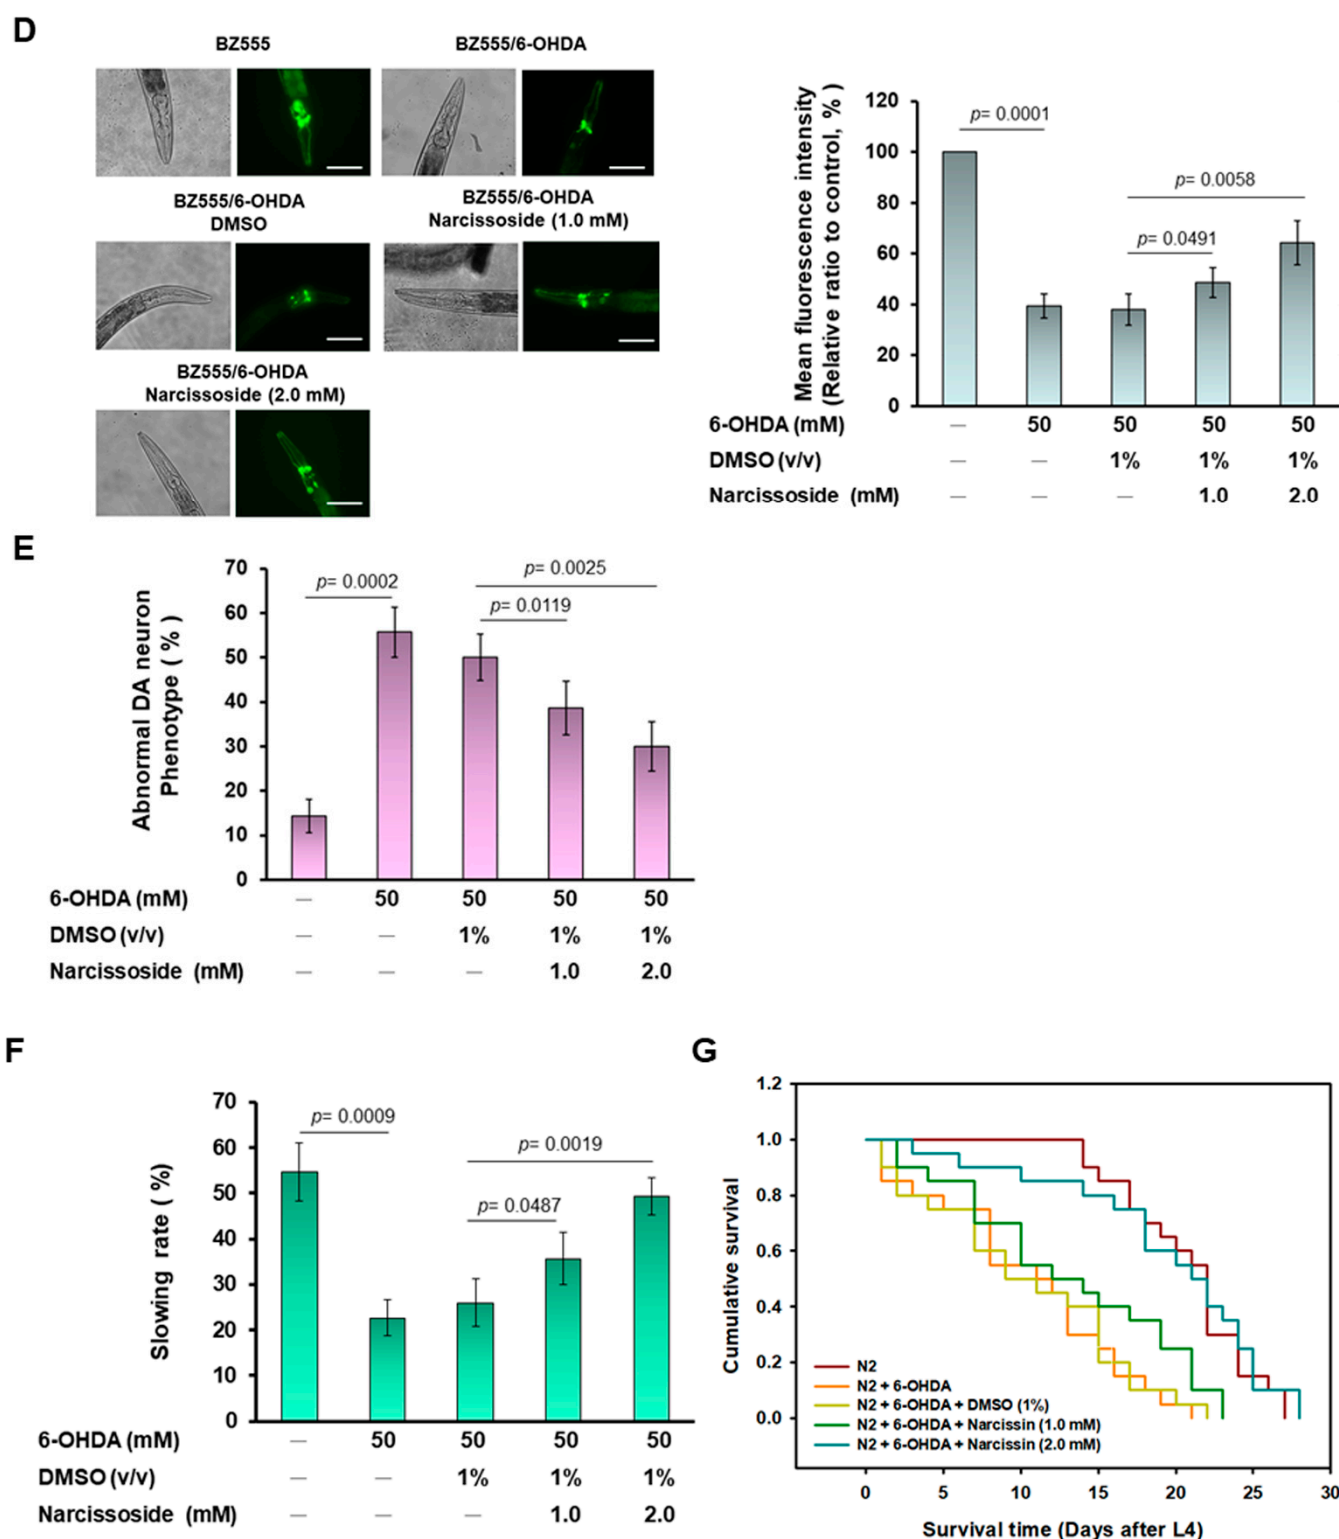 D
BZ555
BZ555/6-OHDA
BZ555/6-OHDA
DMSO
BZ555/6-OHDA
Narcissoside (1.0 mM)
BZ555/6-OHDA
Narcissoside (2.0 mM)
Mean fluorescence intensity
(Relative ratio to control, % )
120
100
80
60
40
20
0
p= 0.0001
p= 0.0058
p= 0.0491
6-OHDA (mM) — 50 50 50 50
DMSO (v/v) — — 1% 1% 1%
Narcissoside (mM) — — — 1.0 2.0
E
Abnormal DA neuron
Phenotype ( % )
70
60
50
40
30
20
10
0
p= 0.0002
p= 0.0025
p= 0.0119
6-OHDA (mM) — 50 50 50 50
DMSO (v/v) — — 1% 1% 1%
Narcissoside (mM) — — — 1.0 2.0
F
Slowing rate ( %)
70
60
50
40
30
20
10
0
p= 0.0009
p= 0.0019
p= 0.0487
6-OHDA (mM) — 50 50 50 50
DMSO (v/v) — — 1% 1% 1%
Narcissoside (mM) — — — 1.0 2.0
G
Cumulative survival
1.2
1.0
0.8
0.6
0.4
0.2
0.0
N2
N2 + 6-OHDA
N2 + 6-OHDA + DMSO (1%)
N2 + 6-OHDA + Narcissin (1.0 mM)
N2 + 6-OHDA + Narcissin (2.0 mM)
0 5 10 15 20 25 30
Survival time (Days after L4)